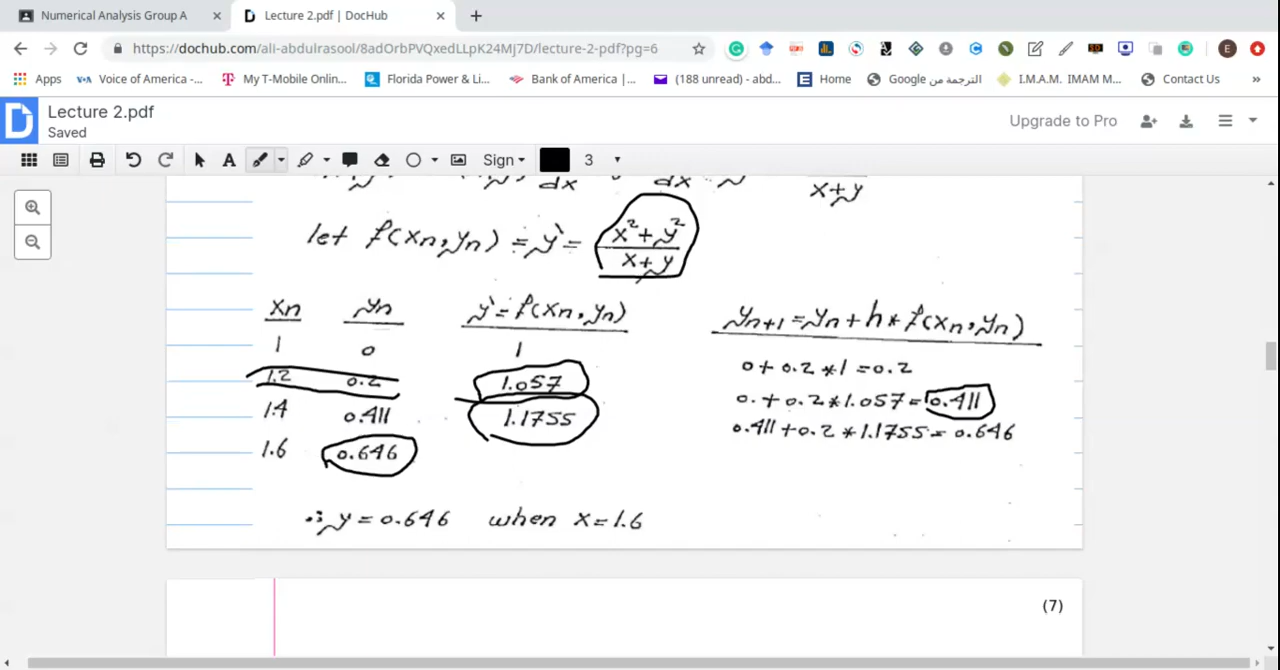 Numerical Analysis Group A
Lecture 2.pdf | DocHub
https://dochub.com/ali-abdulrasool/8adOrbPVQxedLLpK24Mj7D/lecture-2-pdf?pg=6
E
Apps
Voice of America -...
My T-Mobile Onlin...
Florida Power & Li...
Bank of America |...
(188 unread) - abd...
Home
Google الترجمة من
I.M.A.M. IMAM M...
Contact Us
»
Lecture 2.pdf
Saved
Upgrade to Pro
A
Sign
3
dx dx x+y
let f(xn,yn) = y` = x²+y² / x+y
xn yn y`=f(xn,yn) yn+1 = yn + h * f(xn,yn)
1 0 1 0 + 0.2 * 1 = 0.2
1.2 0.2 1.057 0. + 0.2 * 1.057 = 0.411
1.4 0.411 1.1755 0.411 + 0.2 * 1.1755 = 0.646
1.6 0.646
∴ y = 0.646 when x = 1.6
(7)